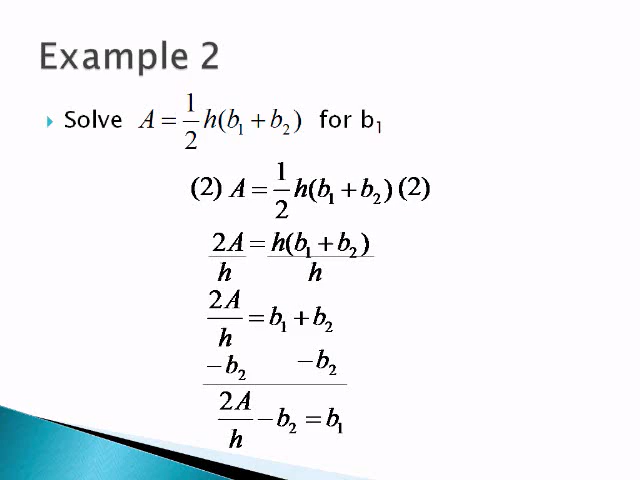 Example 2
Solve A = 1/2 h(b₁ + b₂) for b₁
(2) A = 1/2 h(b₁ + b₂) (2)
2A/h = h(b₁ + b₂)/h
2A/h = b₁ + b₂
−b₂ −b₂
2A/h − b₂ = b₁